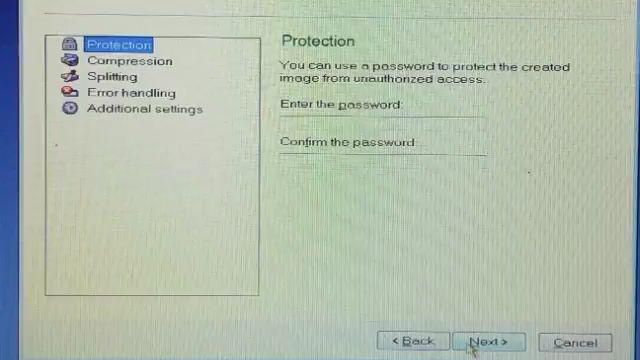 Protection
Compression
Splitting
Error handling
Additional settings
Protection
You can use a password to protect the created
image from unauthorized access.
Enter the password:
Confirm the password:
< Back
Next >
Cancel